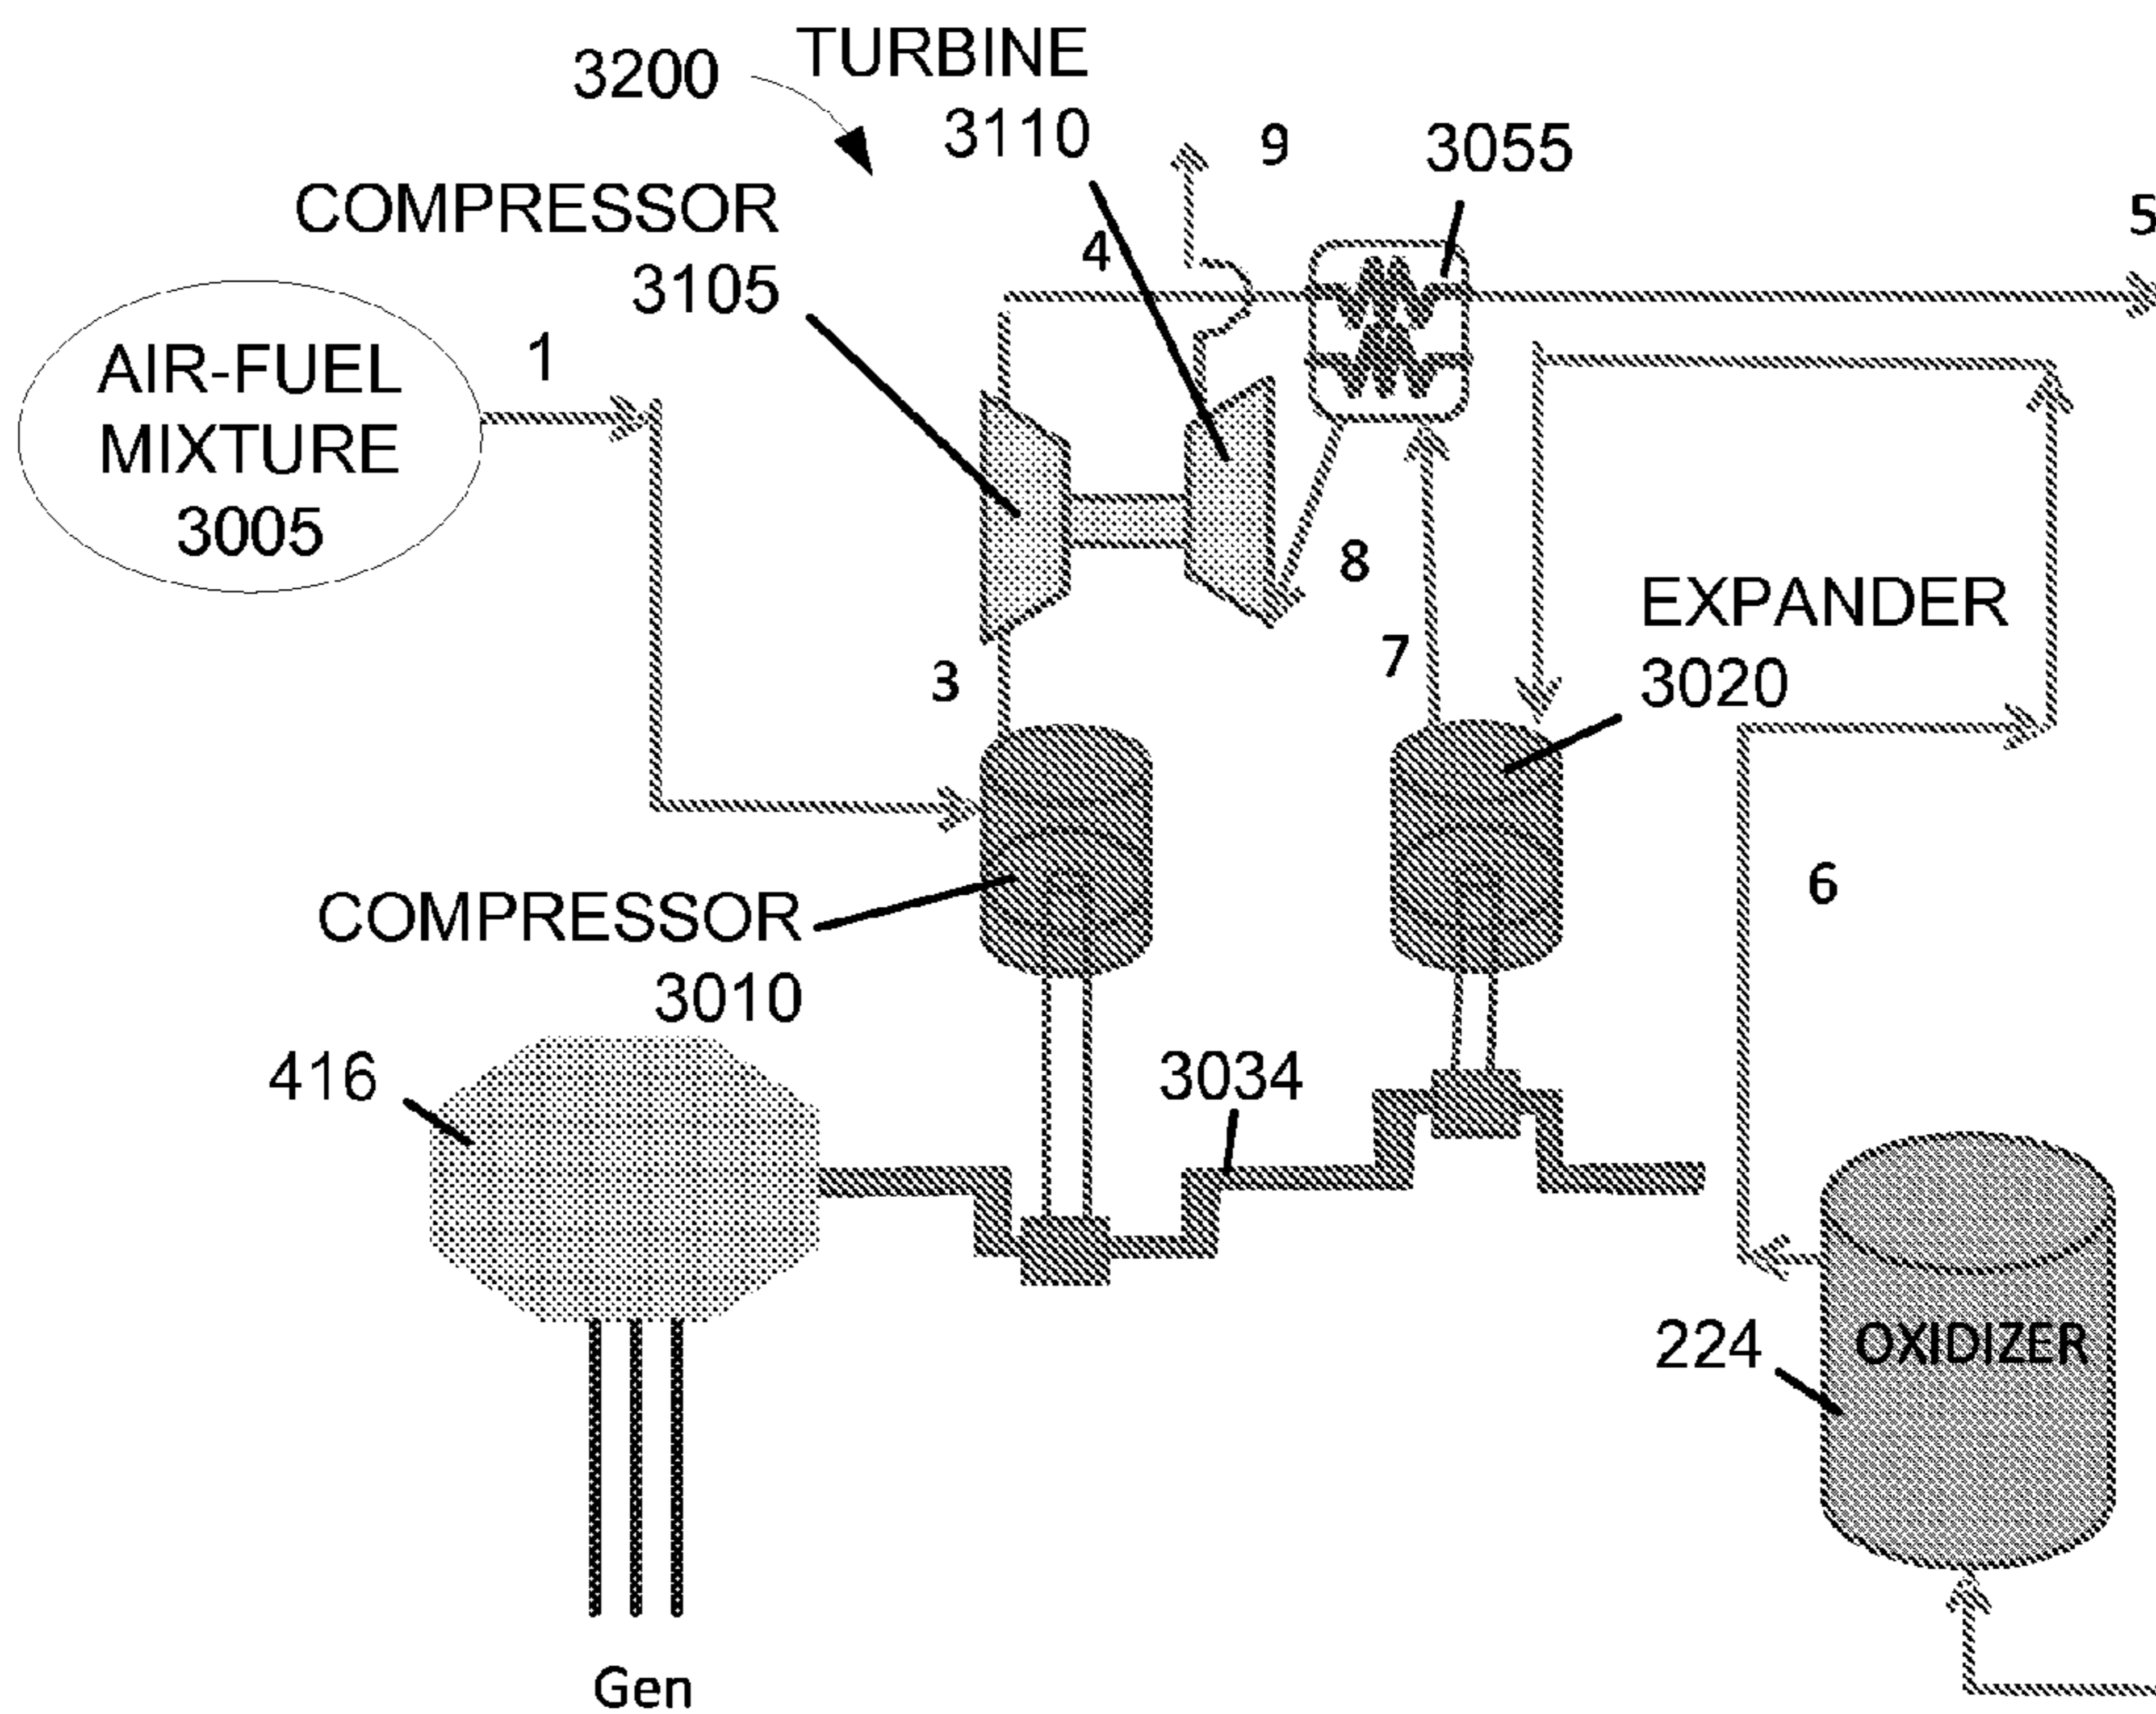 3200
TURBINE
3110
9
3055
COMPRESSOR
3105
4
5
AIR-FUEL
MIXTURE
3005
1
8
7
EXPANDER
3020
3
6
COMPRESSOR
3010
416
3034
224
OXIDIZER
Gen